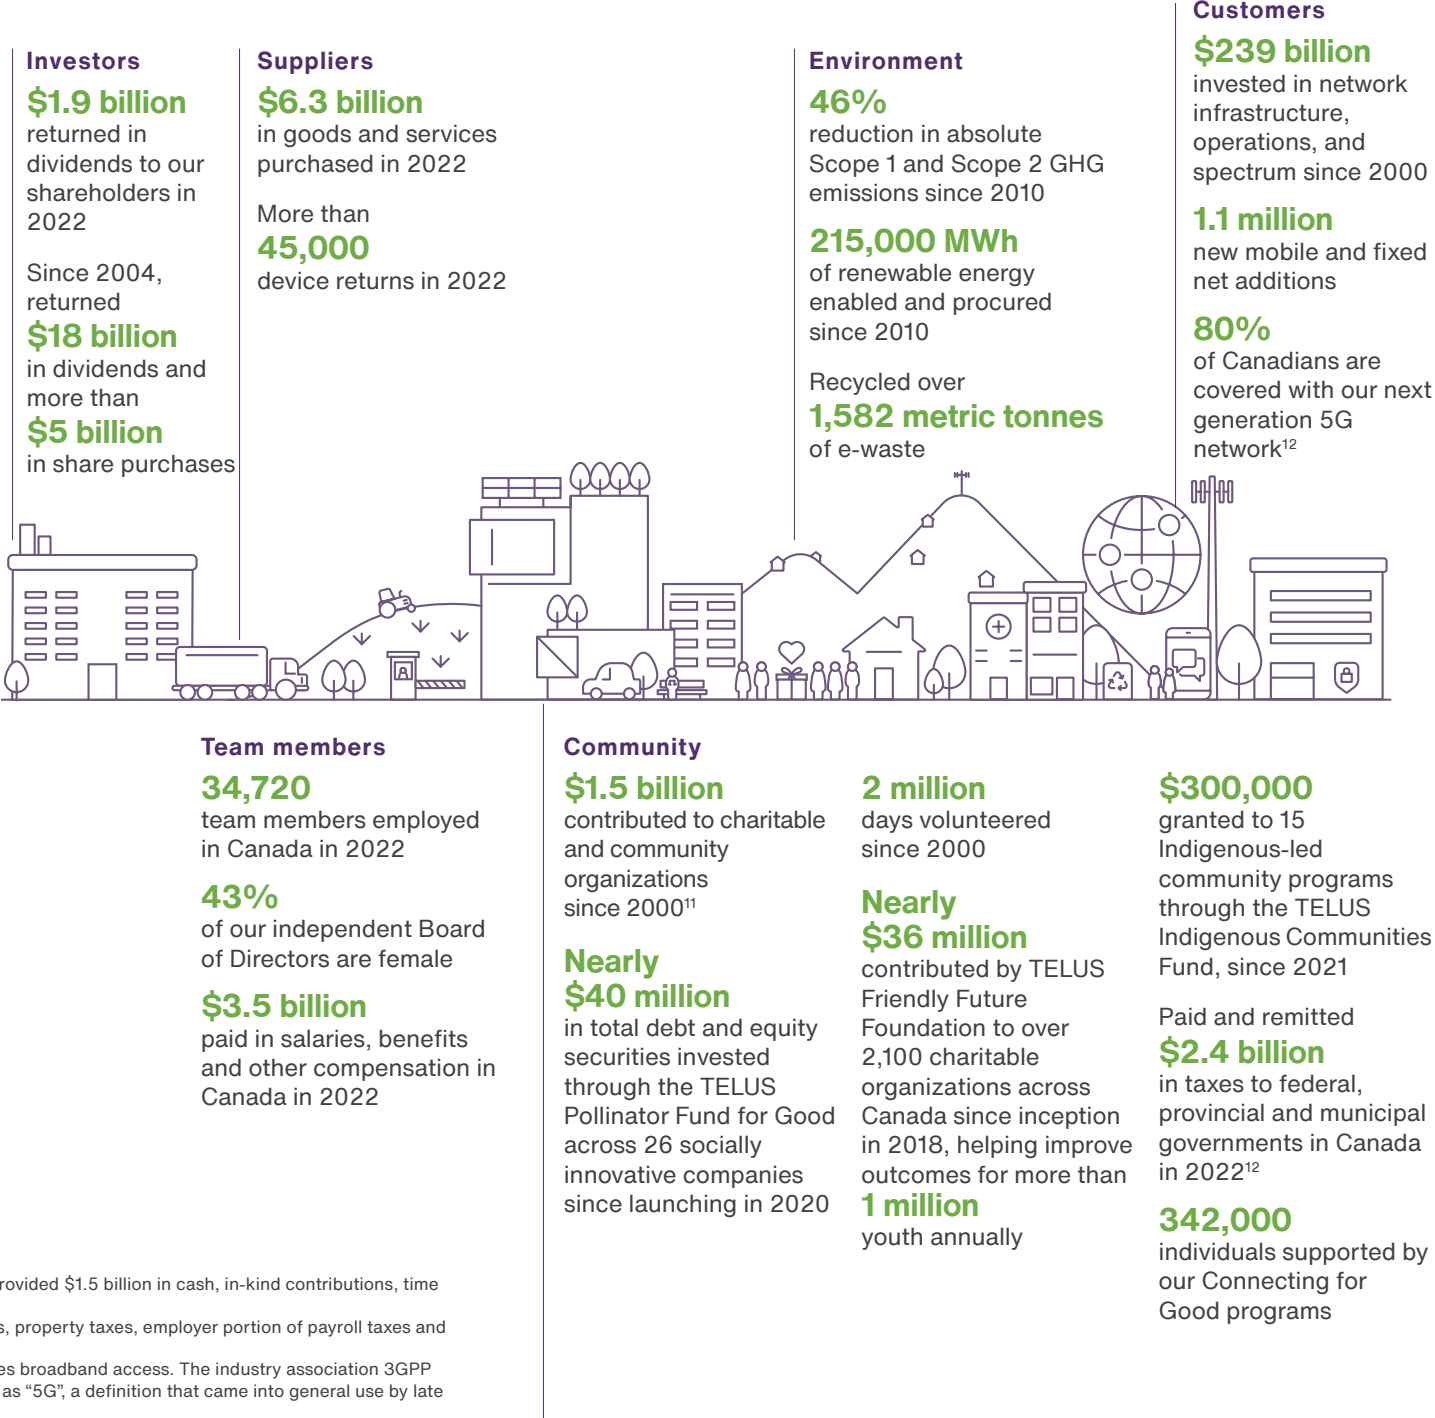 Investors
$1.9 billion
returned in
dividends to our
shareholders in
2022
Since 2004,
returned
$18 billion
in dividends and
more than
$5 billion
in share purchases
Suppliers
$6.3 billion
in goods and services
purchased in 2022
More than
45,000
device returns in 2022
Environment
46%
reduction in absolute
Scope 1 and Scope 2 GHG
emissions since 2010
215,000 MWh
of renewable energy
enabled and procured
since 2010
Recycled over
1,582 metric tonnes
of e-waste
Customers
$239 billion
invested in network
infrastructure,
operations, and
spectrum since 2000
1.1 million
new mobile and fixed
net additions
80%
of Canadians are
covered with our next
generation 5G
network12
Team members
34,720
team members employed
in Canada in 2022
43%
of our independent Board
of Directors are female
$3.5 billion
paid in salaries, benefits
and other compensation in
Canada in 2022
Community
$1.5 billion
contributed to charitable
and community
organizations
since 200011
Nearly
$40 million
in total debt and equity
securities invested
through the TELUS
Pollinator Fund for Good
across 26 socially
innovative companies
since launching in 2020
2 million
days volunteered
since 2000
Nearly
$36 million
contributed by TELUS
Friendly Future
Foundation to over
2,100 charitable
organizations across
Canada since inception
in 2018, helping improve
outcomes for more than
1 million
youth annually
$300,000
granted to 15
Indigenous-led
community programs
through the TELUS
Indigenous Communities
Fund, since 2021
Paid and remitted
$2.4 billion
in taxes to federal,
provincial and municipal
governments in Canada
in 202212
342,000
individuals supported by
our Connecting for
Good programs
rovided $1.5 billion in cash, in-kind contributions, time
s, property taxes, employer portion of payroll taxes and
es broadband access. The industry association 3GPP
as “5G”, a definition that came into general use by late